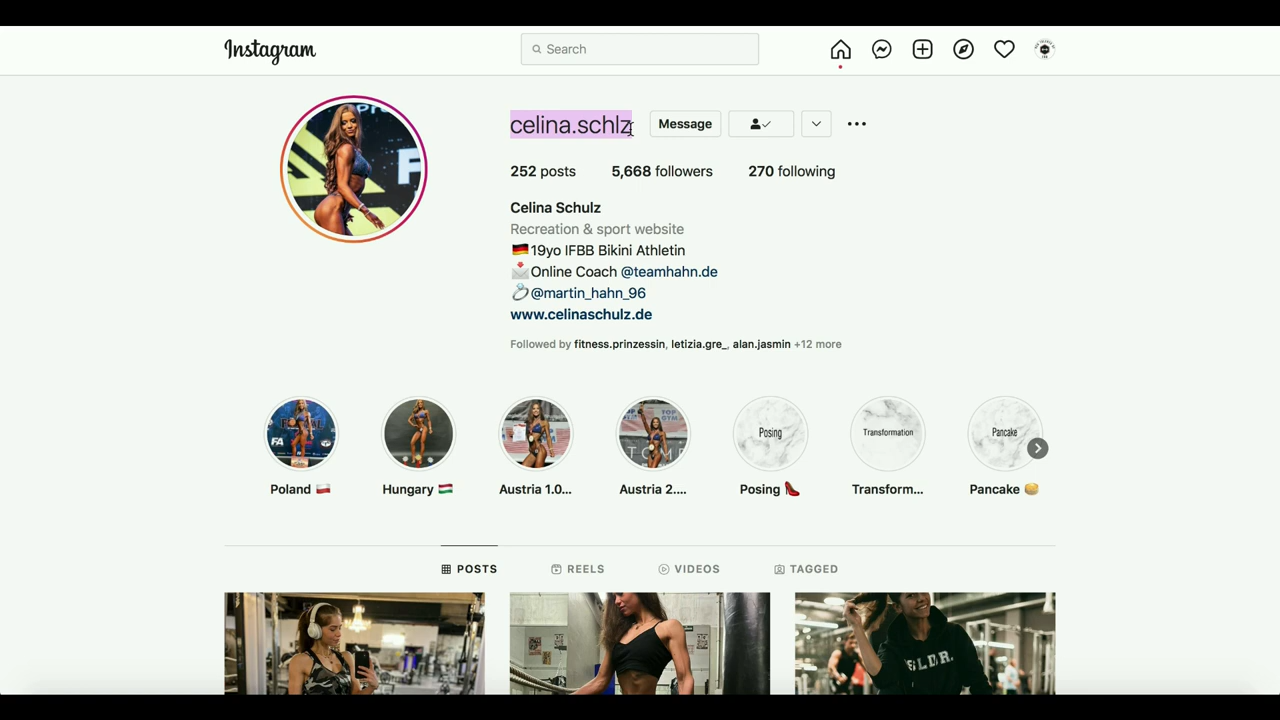 Instagram
Search
celina.schlz
Message
252 posts 5,668 followers 270 following
Celina Schulz
Recreation & sport website
🇩🇪19yo IFBB Bikini Athletin
📩Online Coach @teamhahn.de
💍@martin_hahn_96
www.celinaschulz.de
Followed by fitness.prinzessin, letizia.gre_, alan.jasmin +12 more
Posing
Transformation
Pancake
Poland 🇵🇱 Hungary 🇭🇺 Austria 1.0... Austria 2.... Posing 👠 Transform... Pancake 🥞
POSTS REELS VIDEOS TAGGED